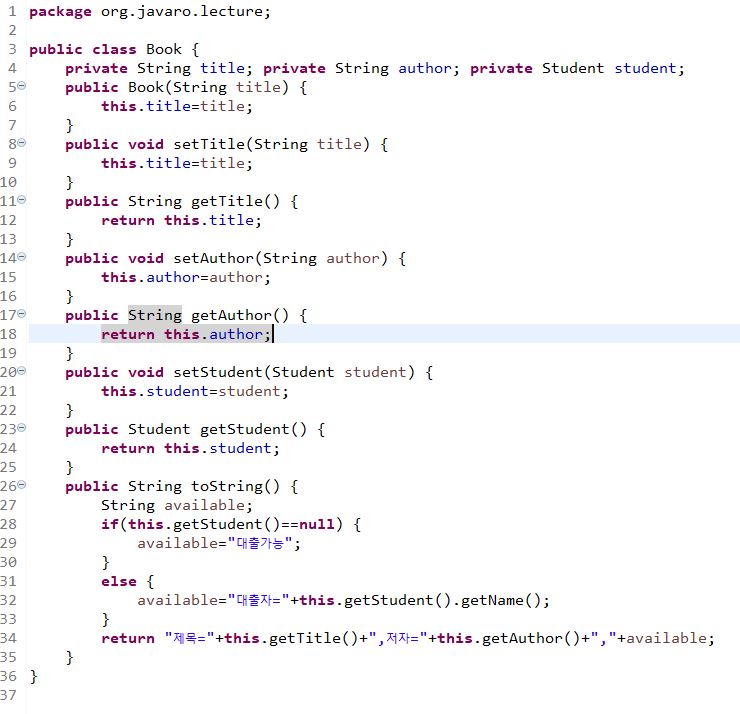 1 package org.javaro.lecture;
2
3 public class Book {
4     private String title; private String author; private Student student;
5     public Book(String title) {
6         this.title=title;
7     }
8     public void setTitle(String title) {
9         this.title=title;
10     }
11     public String getTitle() {
12         return this.title;
13     }
14     public void setAuthor(String author) {
15         this.author=author;
16     }
17     public String getAuthor() {
18         return this.author;
19     }
20     public void setStudent(Student student) {
21         this.student=student;
22     }
23     public Student getStudent() {
24         return this.student;
25     }
26     public String toString() {
27         String available;
28         if(this.getStudent()==null) {
29             available="대출가능";
30         }
31         else {
32             available="대출자="+this.getStudent().getName();
33         }
34         return "제목="+this.getTitle()+",저자="+this.getAuthor()+","+available;
35     }
36 }
37